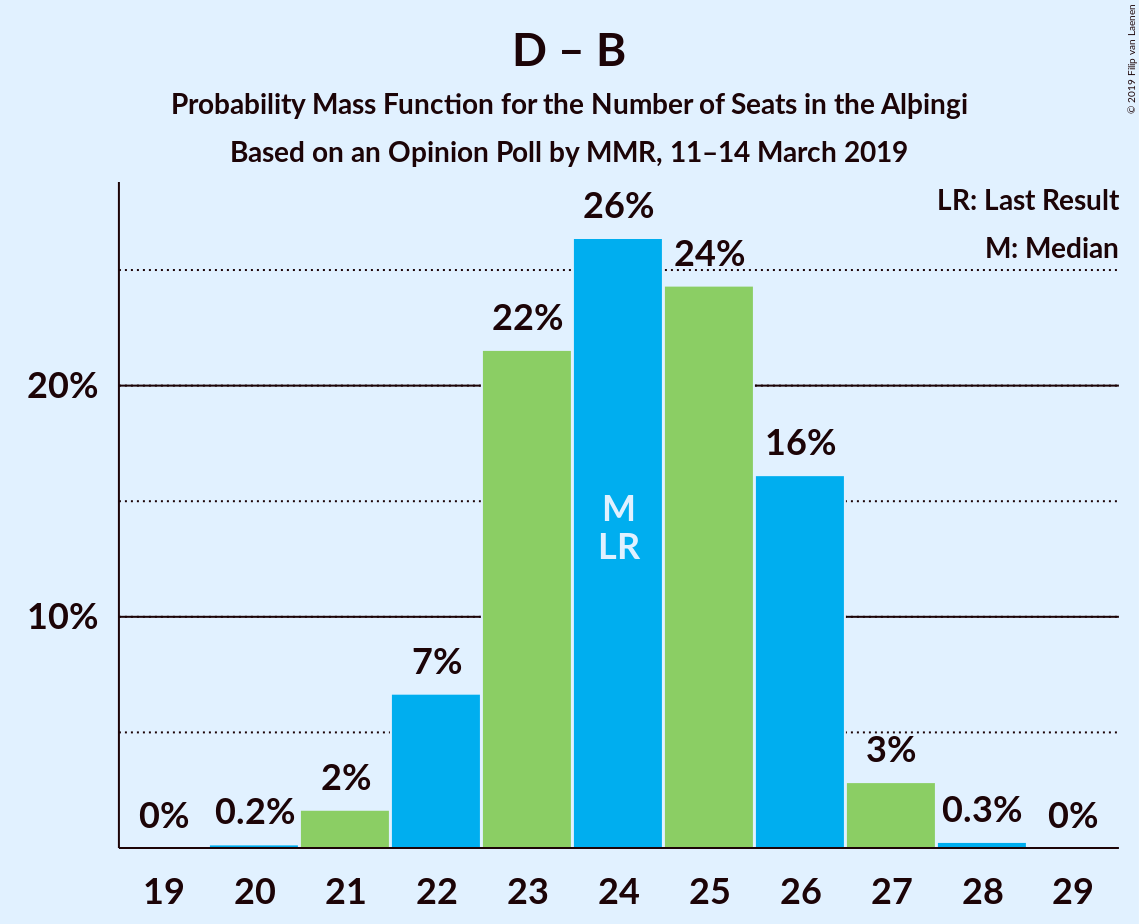 D – B
Probability Mass Function for the Number of Seats in the Alþingi
Based on an Opinion Poll by MMR, 11–14 March 2019
© 2019 Filip van Laenen
LR: Last Result
M: Median
26%
24%
22%
20%
16%
M
LR
10%
7%
3%
2%
0%
0.2%
0.3%
0%
19 20 21 22 23 24 25 26 27 28 29